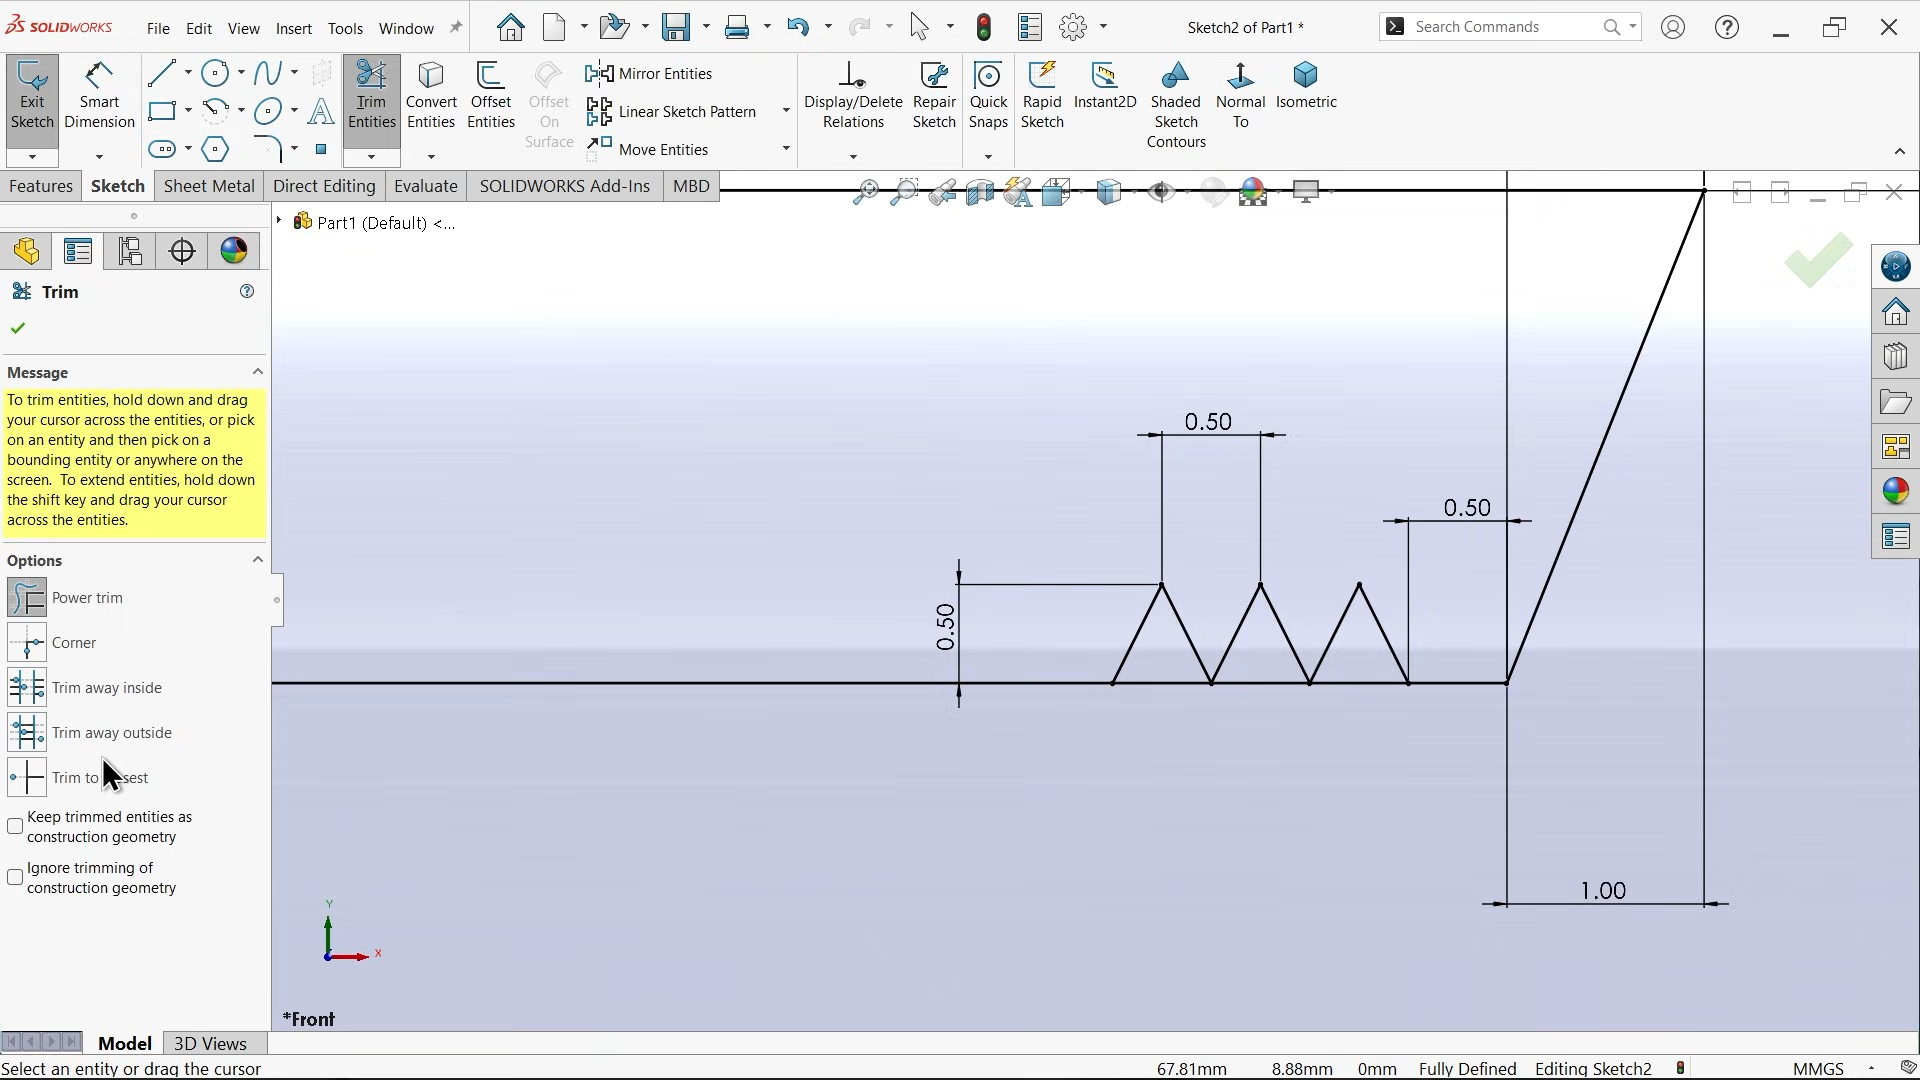 SOLIDWORKS
File
Edit
View
Insert
Tools
Window
Sketch2 of Part1 *
Search Commands
Exit
Sketch
Smart
Dimension
Trim
Entities
Convert
Entities
Offset
Entities
Offset
On
Surface
Mirror Entities
Linear Sketch Pattern
Move Entities
Display/Delete
Relations
Repair
Sketch
Quick
Snaps
Rapid
Sketch
Instant2D
Shaded
Sketch
Contours
Normal
To
Isometric
Features
Sketch
Sheet Metal
Direct Editing
Evaluate
SOLIDWORKS Add-Ins
MBD
Part1 (Default) <...
Trim
Message
To trim entities, hold down and drag
your cursor across the entities, or pick
on an entity and then pick on a
bounding entity or anywhere on the
screen. To extend entities, hold down
the shift key and drag your cursor
across the entities.
Options
Power trim
Corner
Trim away inside
Trim away outside
Trim to
Keep trimmed entities as
construction geometry
Ignore trimming of
construction geometry
0.50
0.50
0.50
1.00
Y
X
*Front
Model
3D Views
Select an entity or drag the cursor
67.81mm
8.88mm
0mm
Fully Defined
Editing Sketch2
MMGS